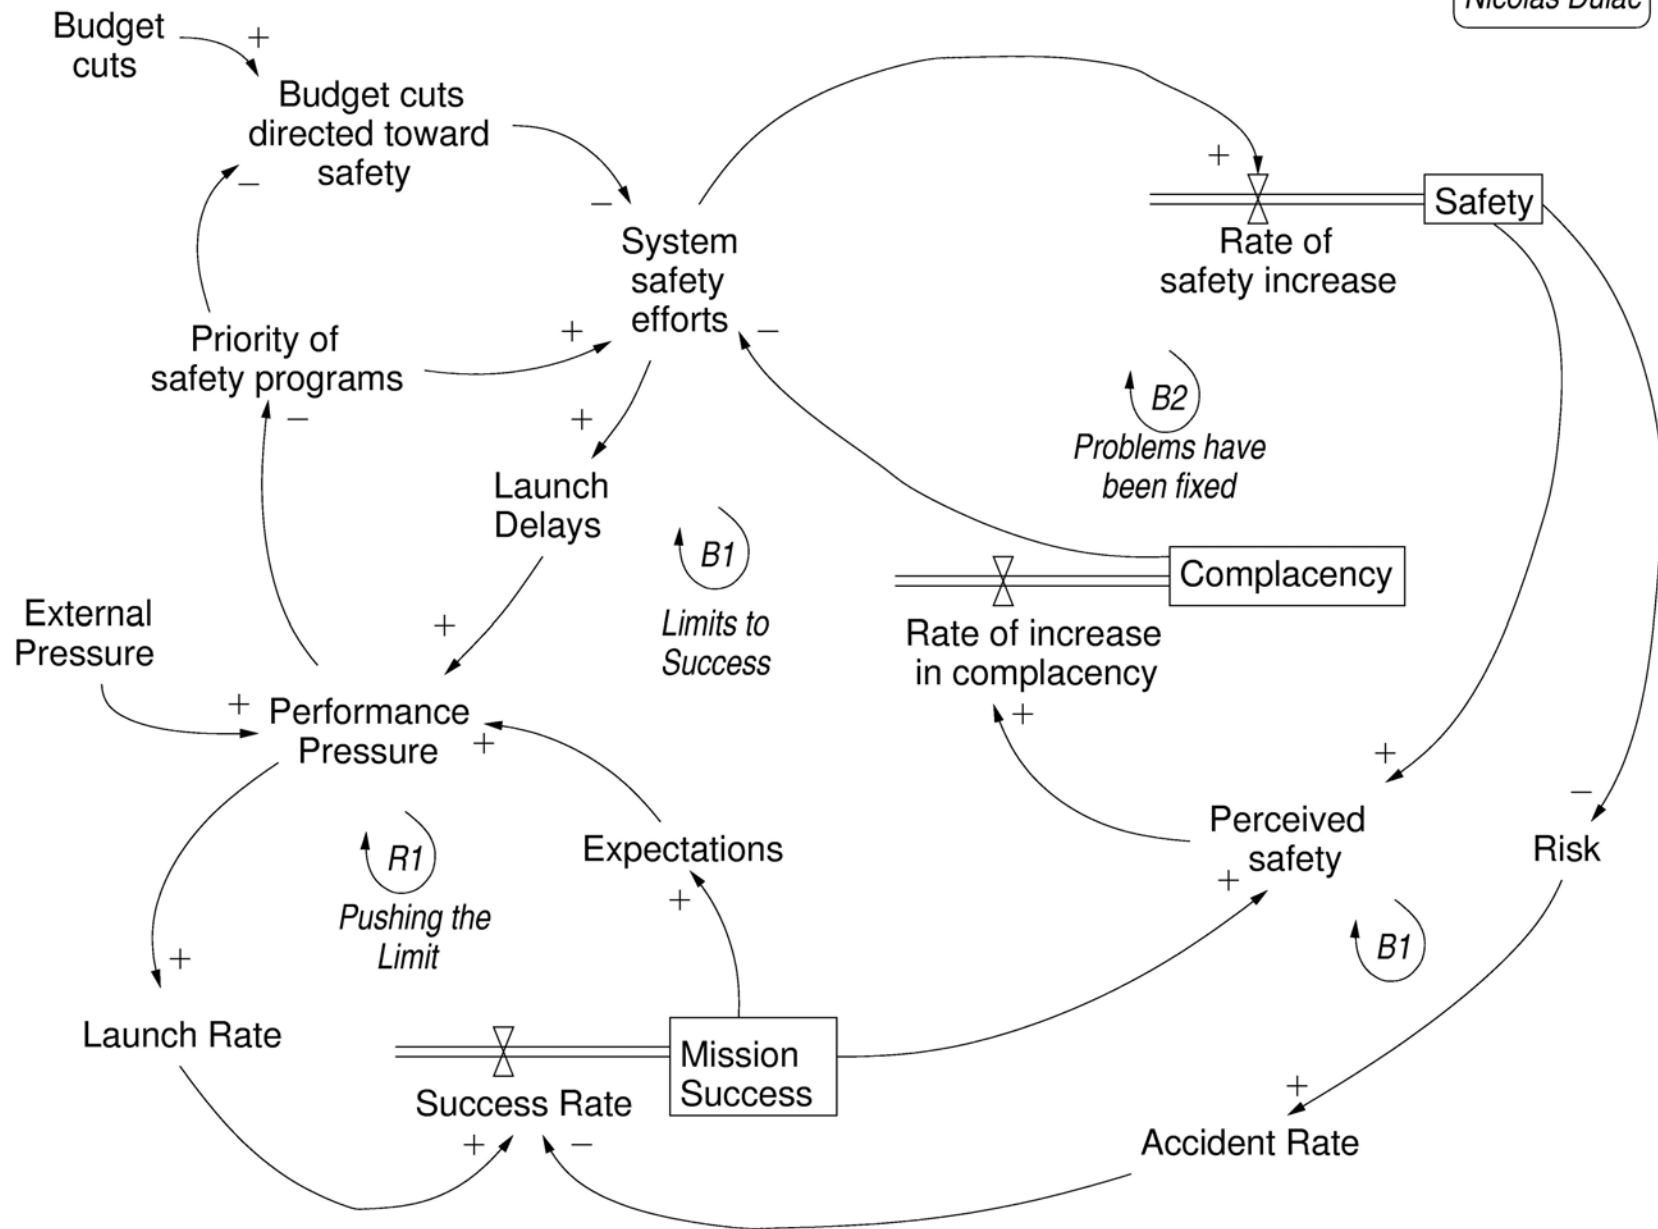 Nicolas Dulac
Budget
cuts
+
Budget cuts
directed toward
safety
−
−
+
Safety
System
safety
efforts
Rate of
safety increase
Priority of
safety programs
+
−
−
+
B2
Problems have
been fixed
Launch
Delays
B1
Limits to
Success
Complacency
Rate of increase
in complacency
+
External
Pressure
+
+
Performance
Pressure
+
+
−
R1
Pushing the
Limit
Expectations
+
Perceived
safety
+
Risk
B1
+
Launch Rate
Mission
Success
Success Rate
+
−
+
Accident Rate